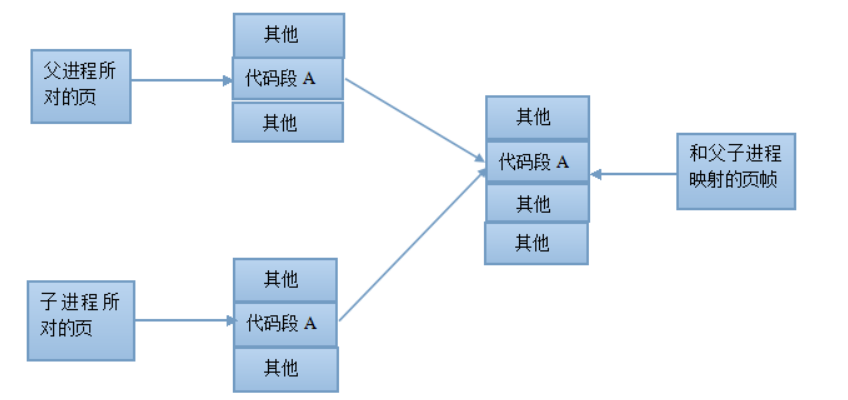 其他
父进程所
对的页
代码段 A
其他
其他
代码段 A
其他
其他
和父子进程
映射的页帧
其他
子进程所
对的页
代码段 A
其他